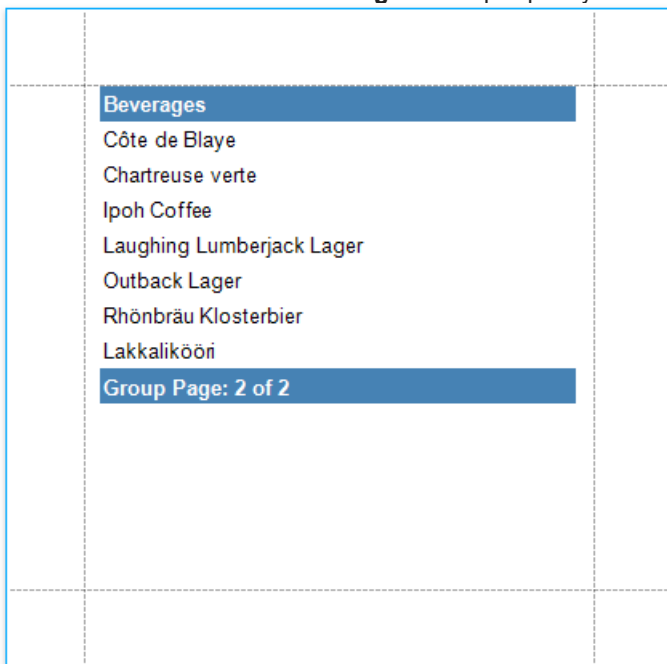 Beverages
Côte de Blaye
Chartreuse verte
Ipoh Coffee
Laughing Lumberjack Lager
Outback Lager
Rhönbräu Klosterbier
Lakkalikööri
Group Page: 2 of 2